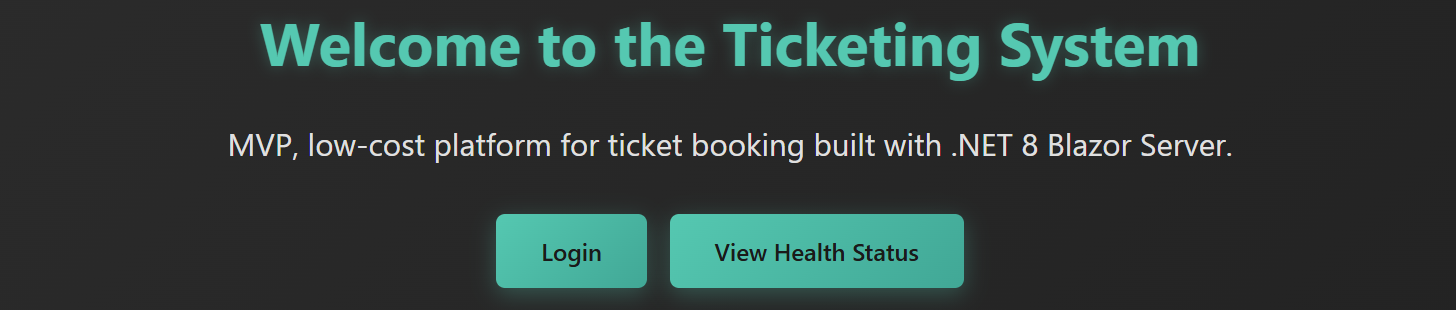 Welcome to the Ticketing System
MVP, low-cost platform for ticket booking built with .NET 8 Blazor Server.
Login
View Health Status